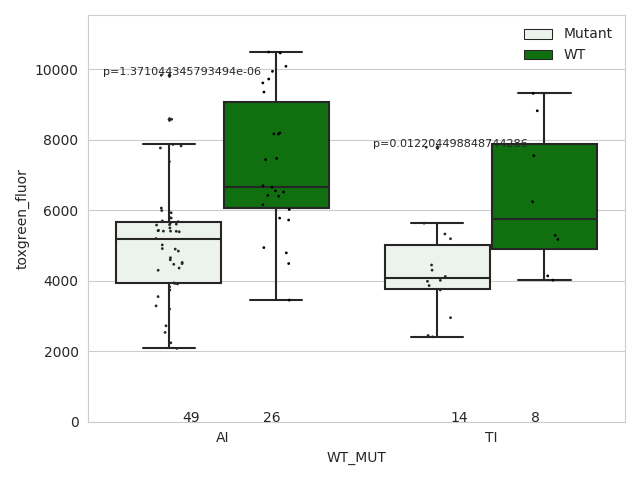 Mutant
WT
p=1.371044345793494e-06
p=0.012204498848744286
10000
8000
6000
4000
2000
0
toxgreen_fluor
49
26
14
8
AI
TI
WT_MUT